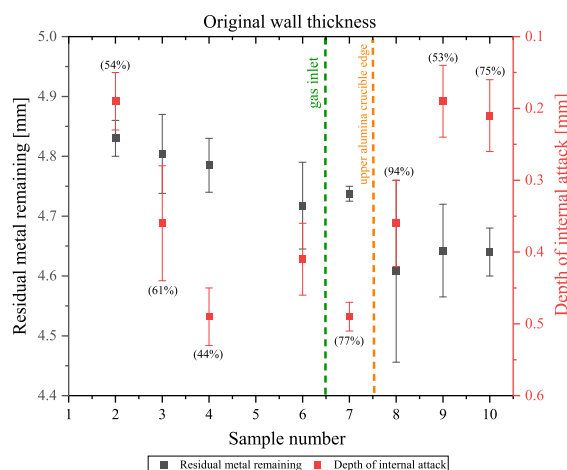 Original wall thickness
5.0
4.9
4.8
4.7
4.6
4.5
4.4
Residual metal remaining [mm]
(54%)
(61%)
(44%)
gas inlet
(77%)
upper alumina crucible edge
(94%)
(53%)
(75%)
0.1
0.2
0.3
0.4
0.5
0.6
Depth of internal attack [mm]
1 2 3 4 5 6 7 8 9 10
Sample number
Residual metal remaining Depth of internal attack